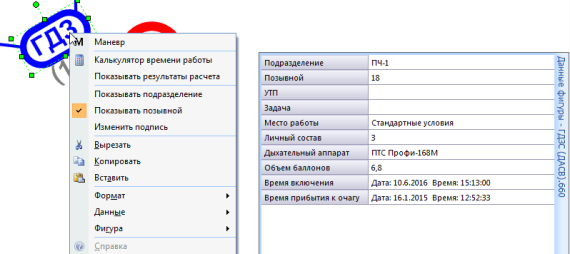 ГДЗ
Маневр
Калькулятор времени работы
Показывать результаты расчета
Показывать подразделение
Показывать позывной
Изменить подпись
Вырезать
Копировать
Вставить
Формат
Данные
Фигура
Справка
Подразделение ПЧ-1
Позывной 18
УТП
Задача
Место работы Стандартные условия
Личный состав 3
Дыхательный аппарат ПТС Профи-168М
Объем баллонов 6,8
Время включения Дата: 10.6.2016 Время: 15:13:00
Время прибытия к очагу Дата: 16.1.2015 Время: 12:52:33
Данные фигуры - ГДЗС (ДАСВ).660